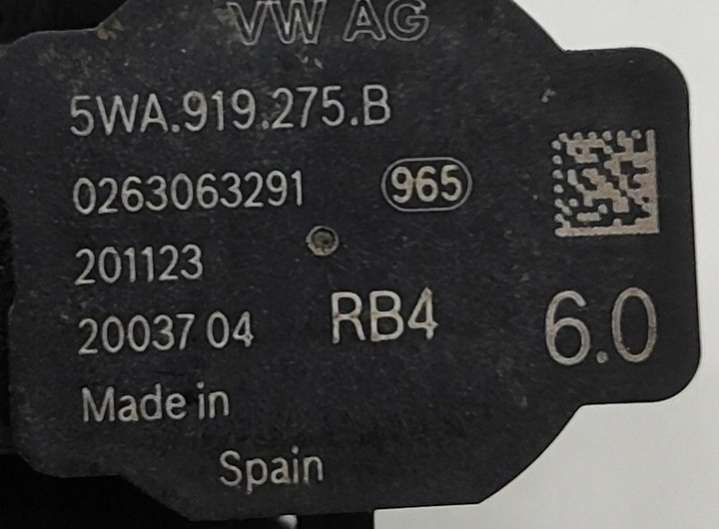 VW AG
5WA.919.275.B
0263063291 965
201123
20037 04 RB4 6.0
Made in
Spain